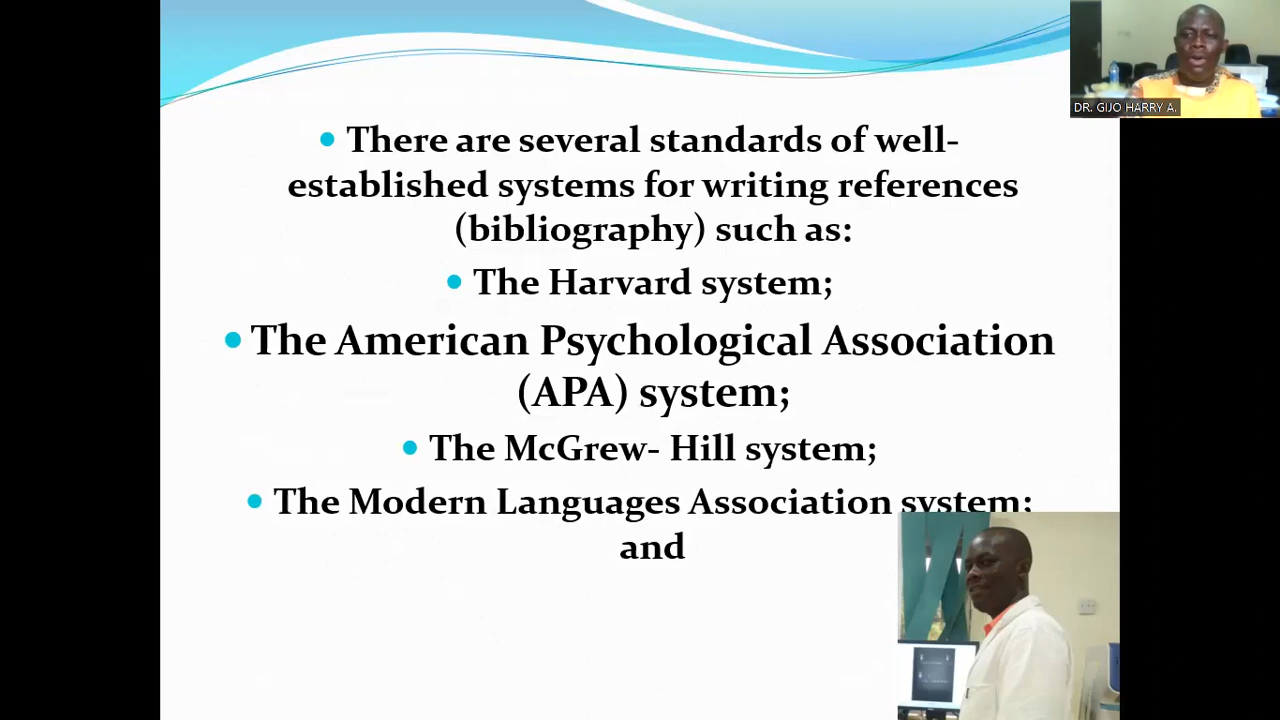 There are several standards of well-
established systems for writing references
(bibliography) such as:
The Harvard system;
The American Psychological Association
(APA) system;
The McGrew- Hill system;
The Modern Languages Association system;
and
DR. GIJO HARRY A.